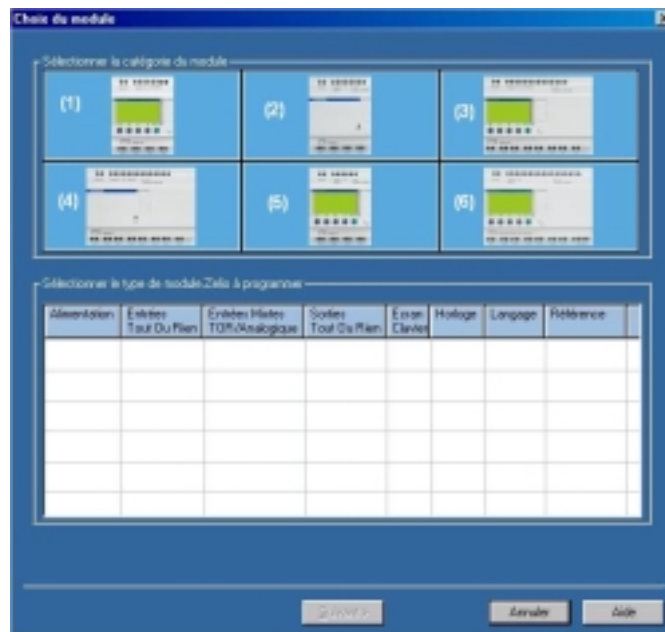 Choix du module
Sélectionner la catégorie du module
(1)
(2)
(3)
(4)
(5)
(6)
Sélectionner le type de module Zelio à programmer
Alimentation
Entrées
Tout Ou Rien
Entrées Mixtes
TOR/Analogique
Sorties
Tout Ou Rien
Ecran
Clavier
Horloge
Langage
Référence
Annuler
Aide